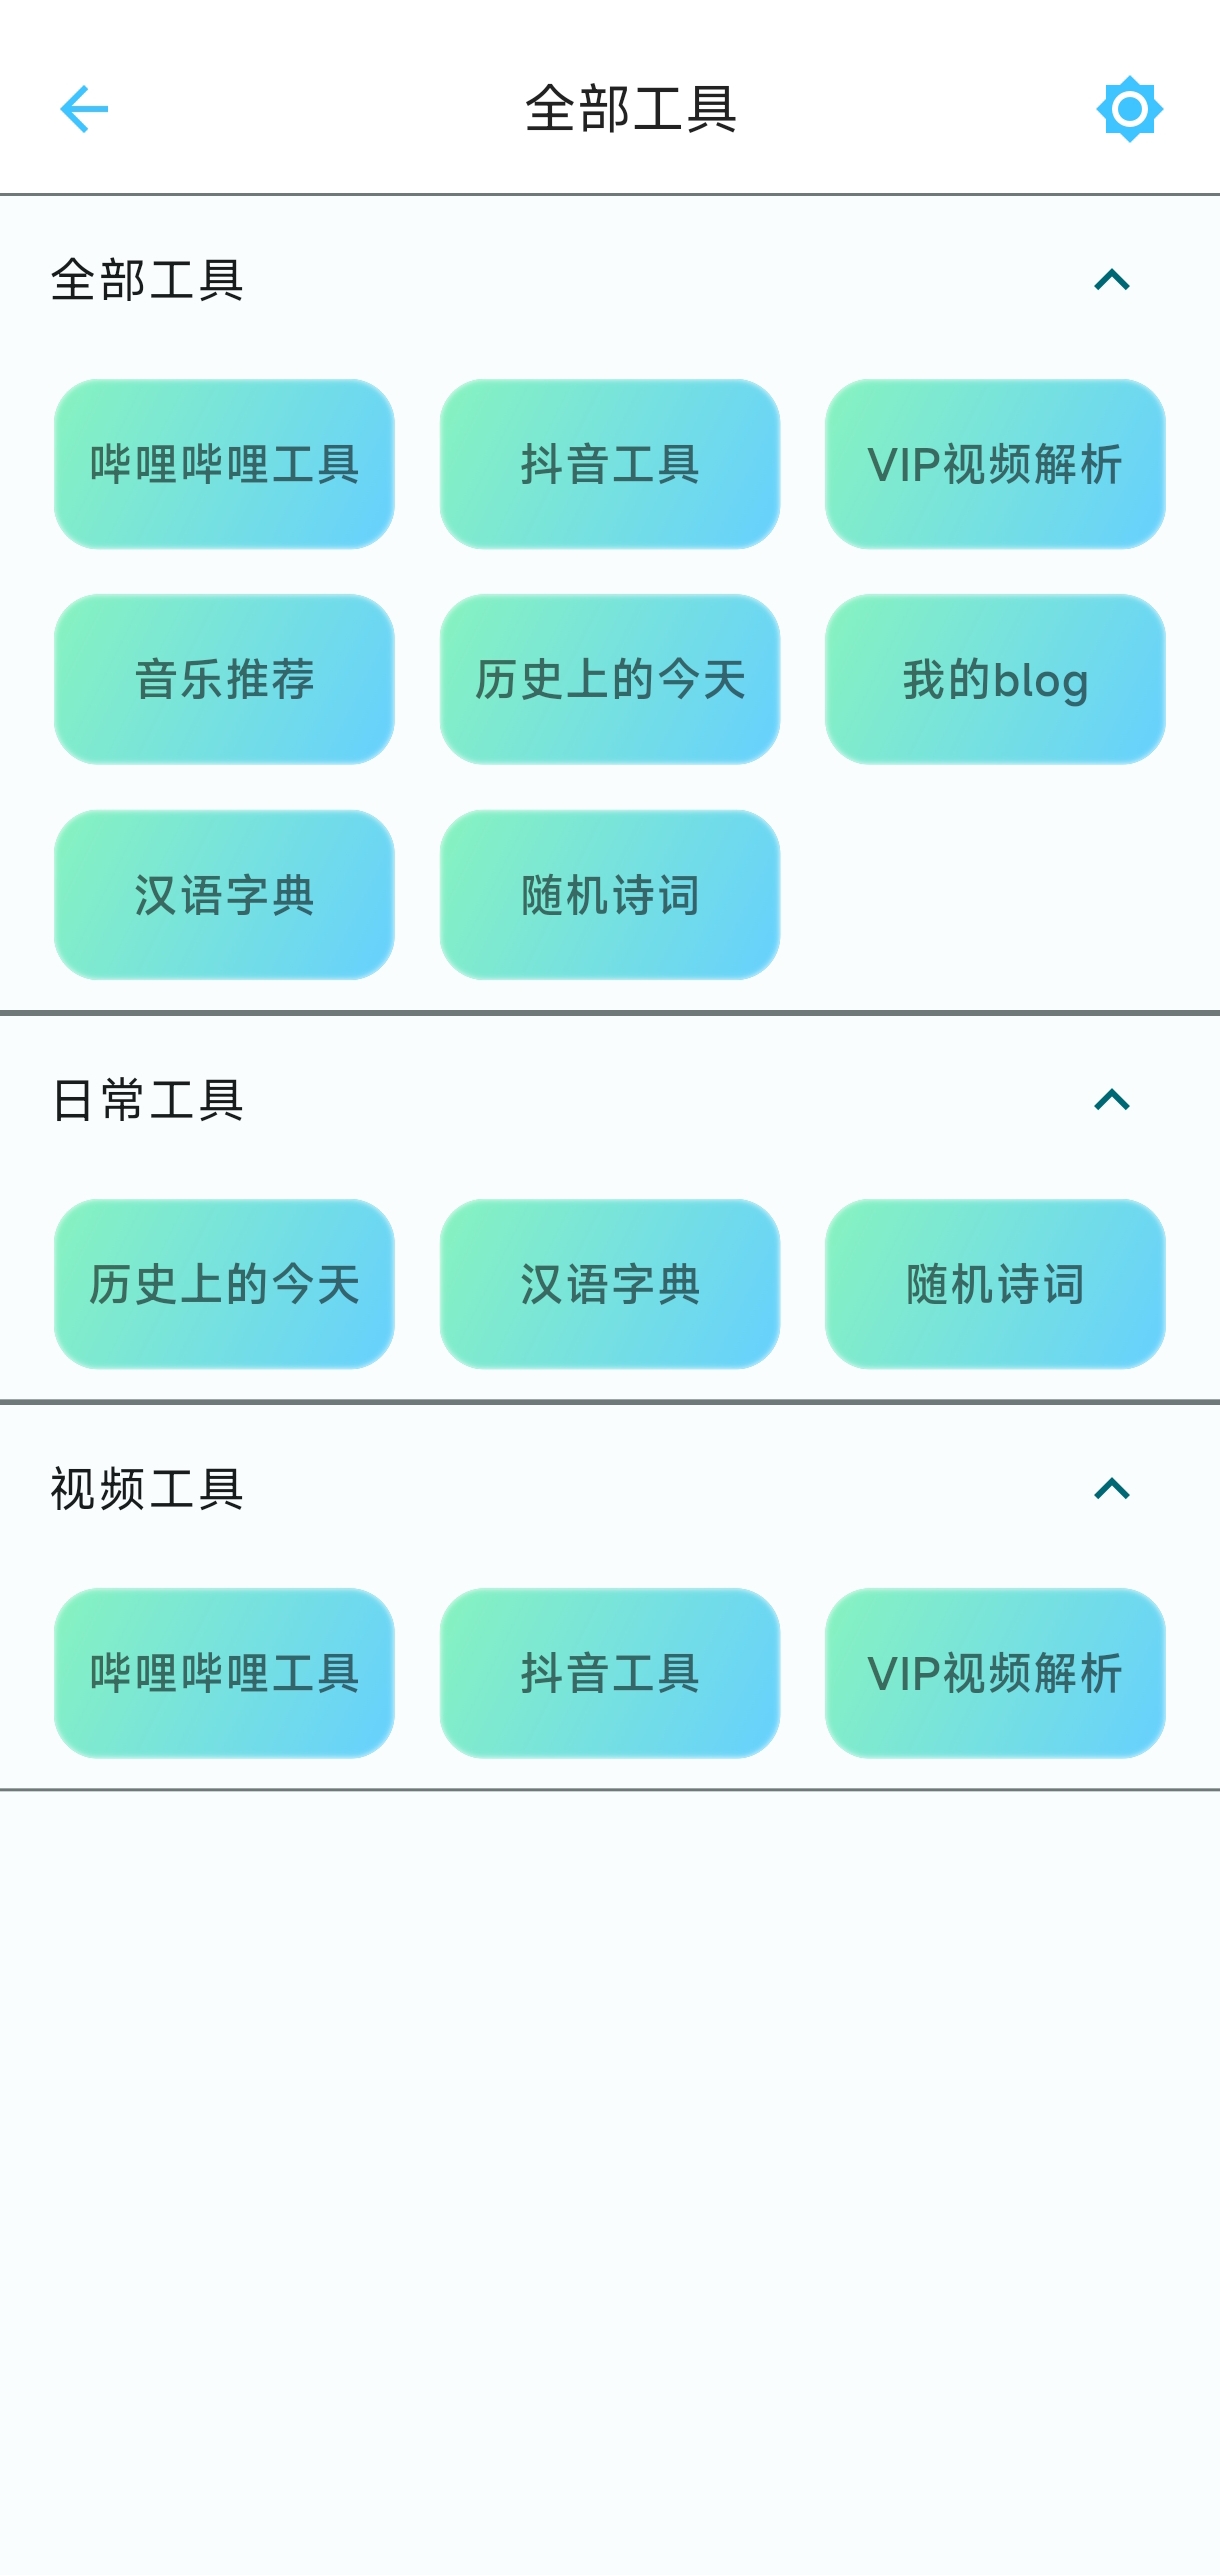 全部工具
全部工具
哔哩哔哩工具
抖音工具
VIP视频解析
音乐推荐
历史上的今天
我的blog
汉语字典
随机诗词
日常工具
历史上的今天
汉语字典
随机诗词
视频工具
哔哩哔哩工具
抖音工具
VIP视频解析